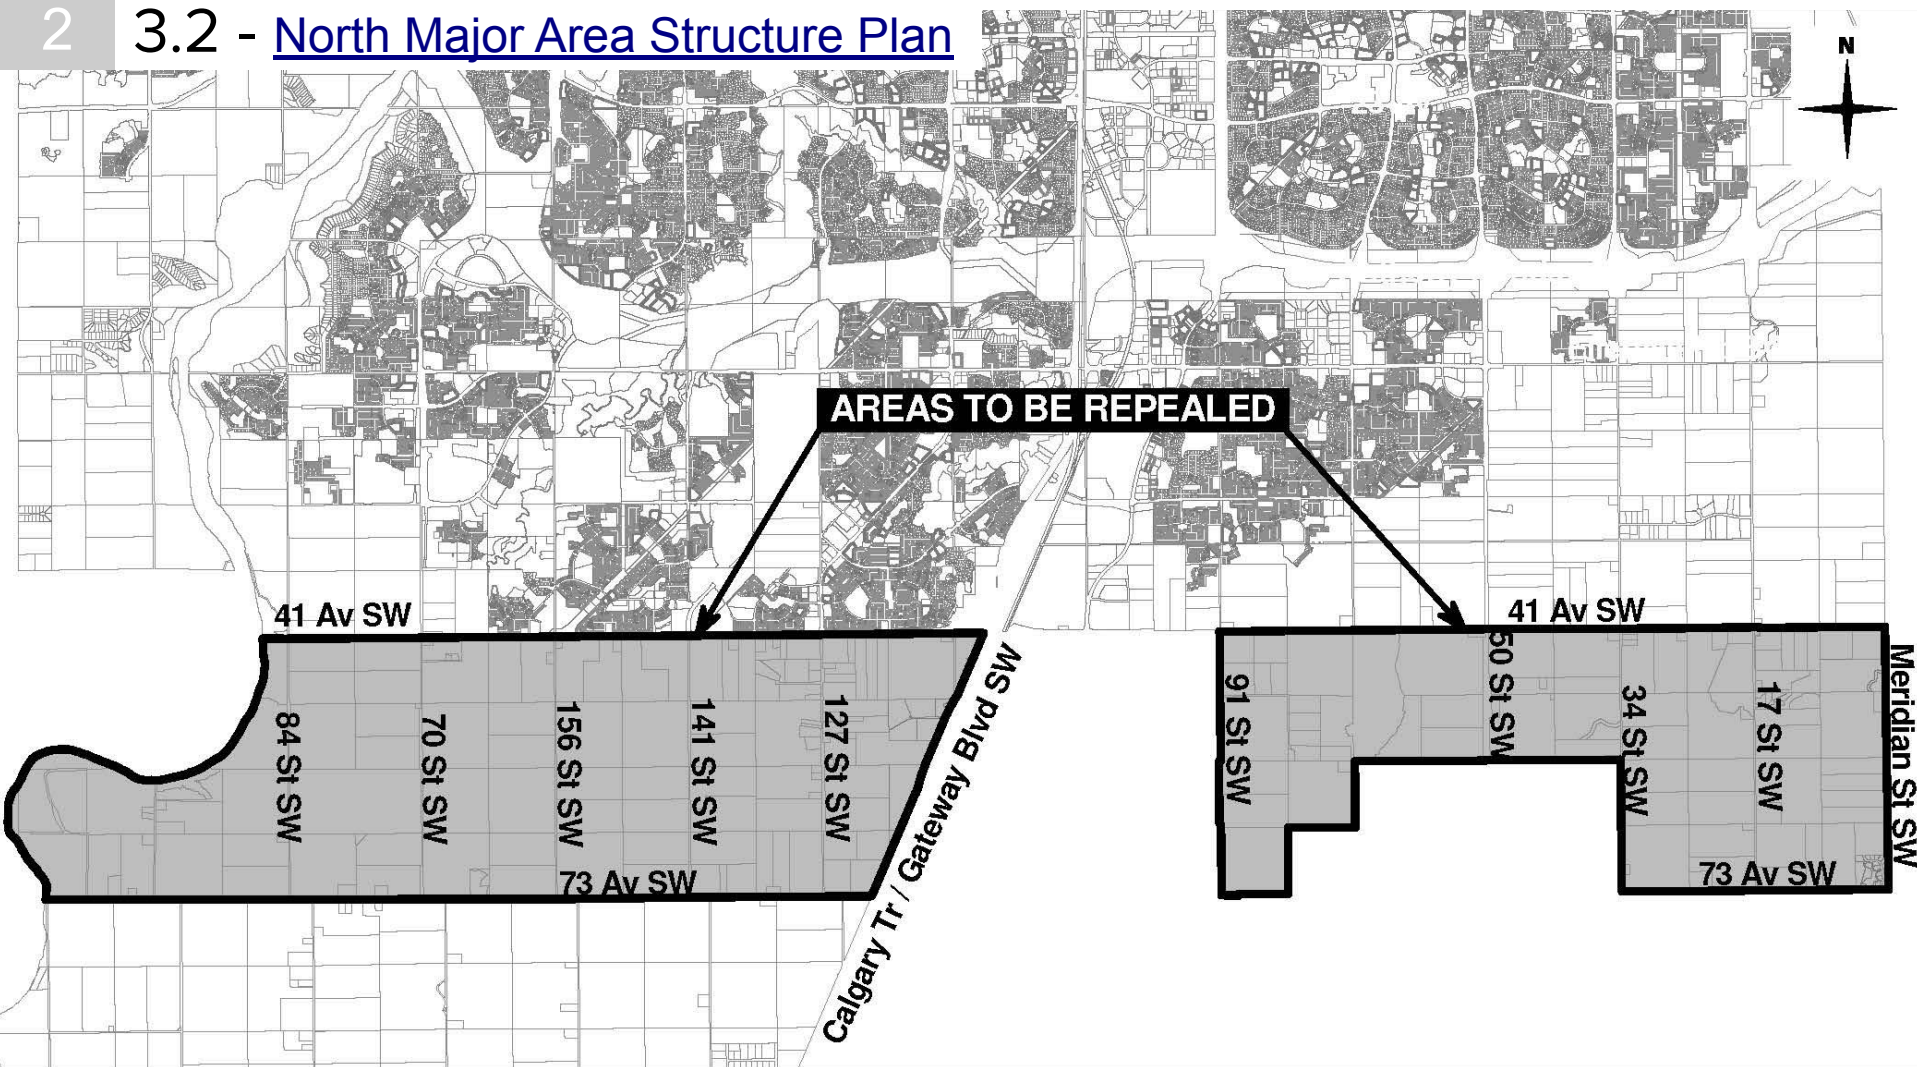 2
3.2 - North Major Area Structure Plan
N
AREAS TO BE REPEALED
41 Av SW
41 Av SW
84 St SW
70 St SW
156 St SW
141 St SW
127 St SW
Calgary Tr / Gateway Blvd SW
91 St SW
50 St SW
34 St SW
17 St SW
Meridian St SW
73 Av SW
73 Av SW